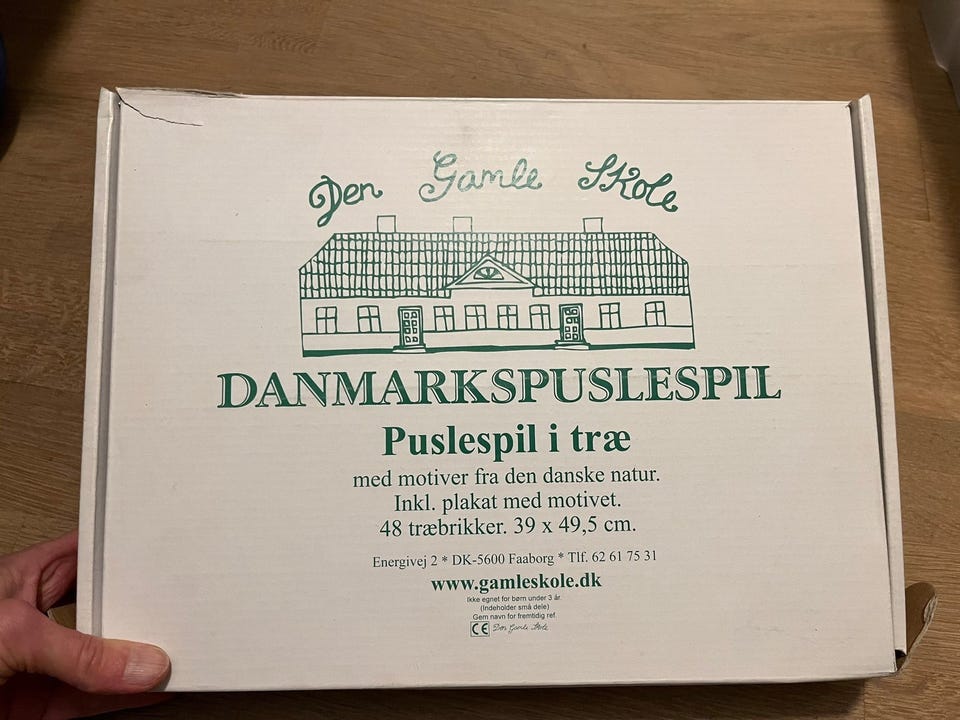 Den Gamle Skole
DANMARKSPUSLESPIL
Puslespil i træ
med motiver fra den danske natur.
Inkl. plakat med motivet.
48 træbrikker. 39 x 49,5 cm.
Energivej 2 * DK-5600 Faaborg * Tlf. 62 61 75 31
www.gamleskole.dk
Ikke egnet for børn under 3 år.
(Indeholder små dele)
Gem navn for fremtidig ref.
CE Den Gamle Skole